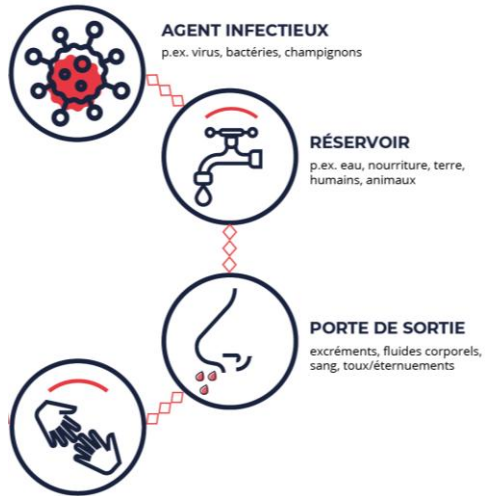 AGENT INFECTIEUX
p.ex. virus, bactéries, champignons
RÉSERVOIR
p.ex. eau, nourriture, terre,
humains, animaux
PORTE DE SORTIE
excréments, fluides corporels,
sang, toux/éternuements